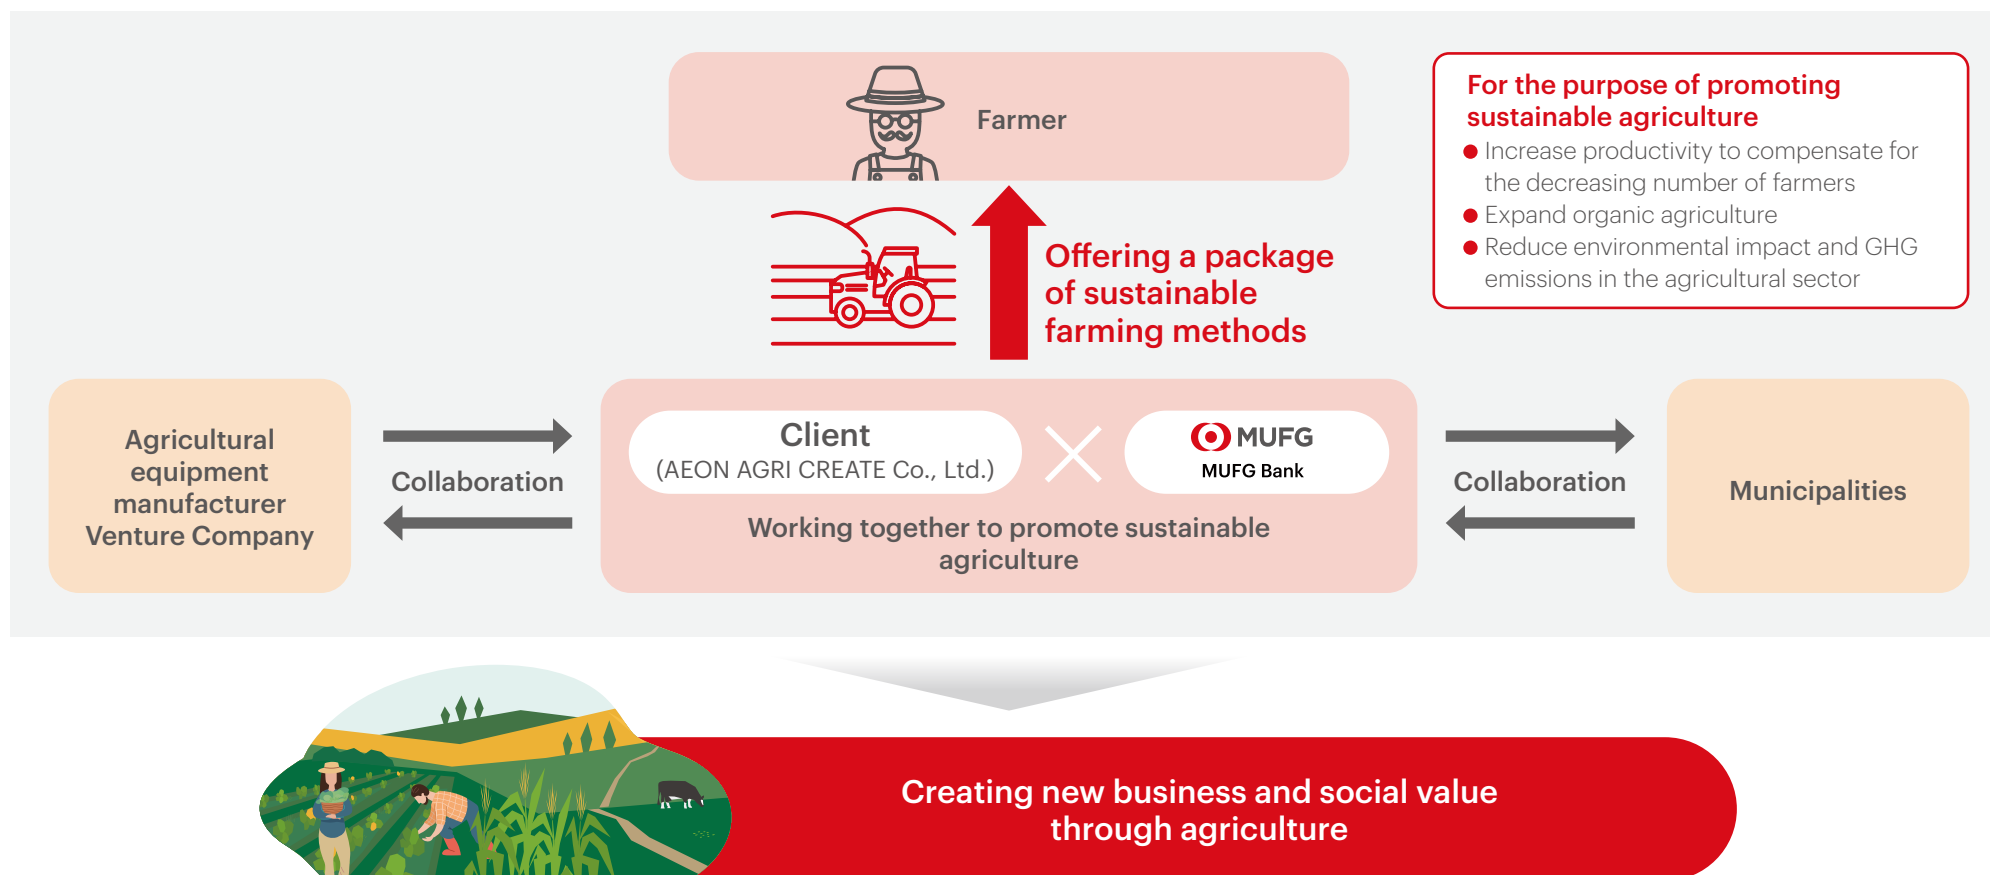 Farmer
For the purpose of promoting
sustainable agriculture
● Increase productivity to compensate for
the decreasing number of farmers
● Expand organic agriculture
● Reduce environmental impact and GHG
emissions in the agricultural sector
Offering a package
of sustainable
farming methods
Agricultural
equipment
manufacturer
Venture Company
Collaboration
Client
(AEON AGRI CREATE Co., Ltd.)
MUFG
MUFG Bank
Working together to promote sustainable
agriculture
Collaboration
Municipalities
Creating new business and social value
through agriculture